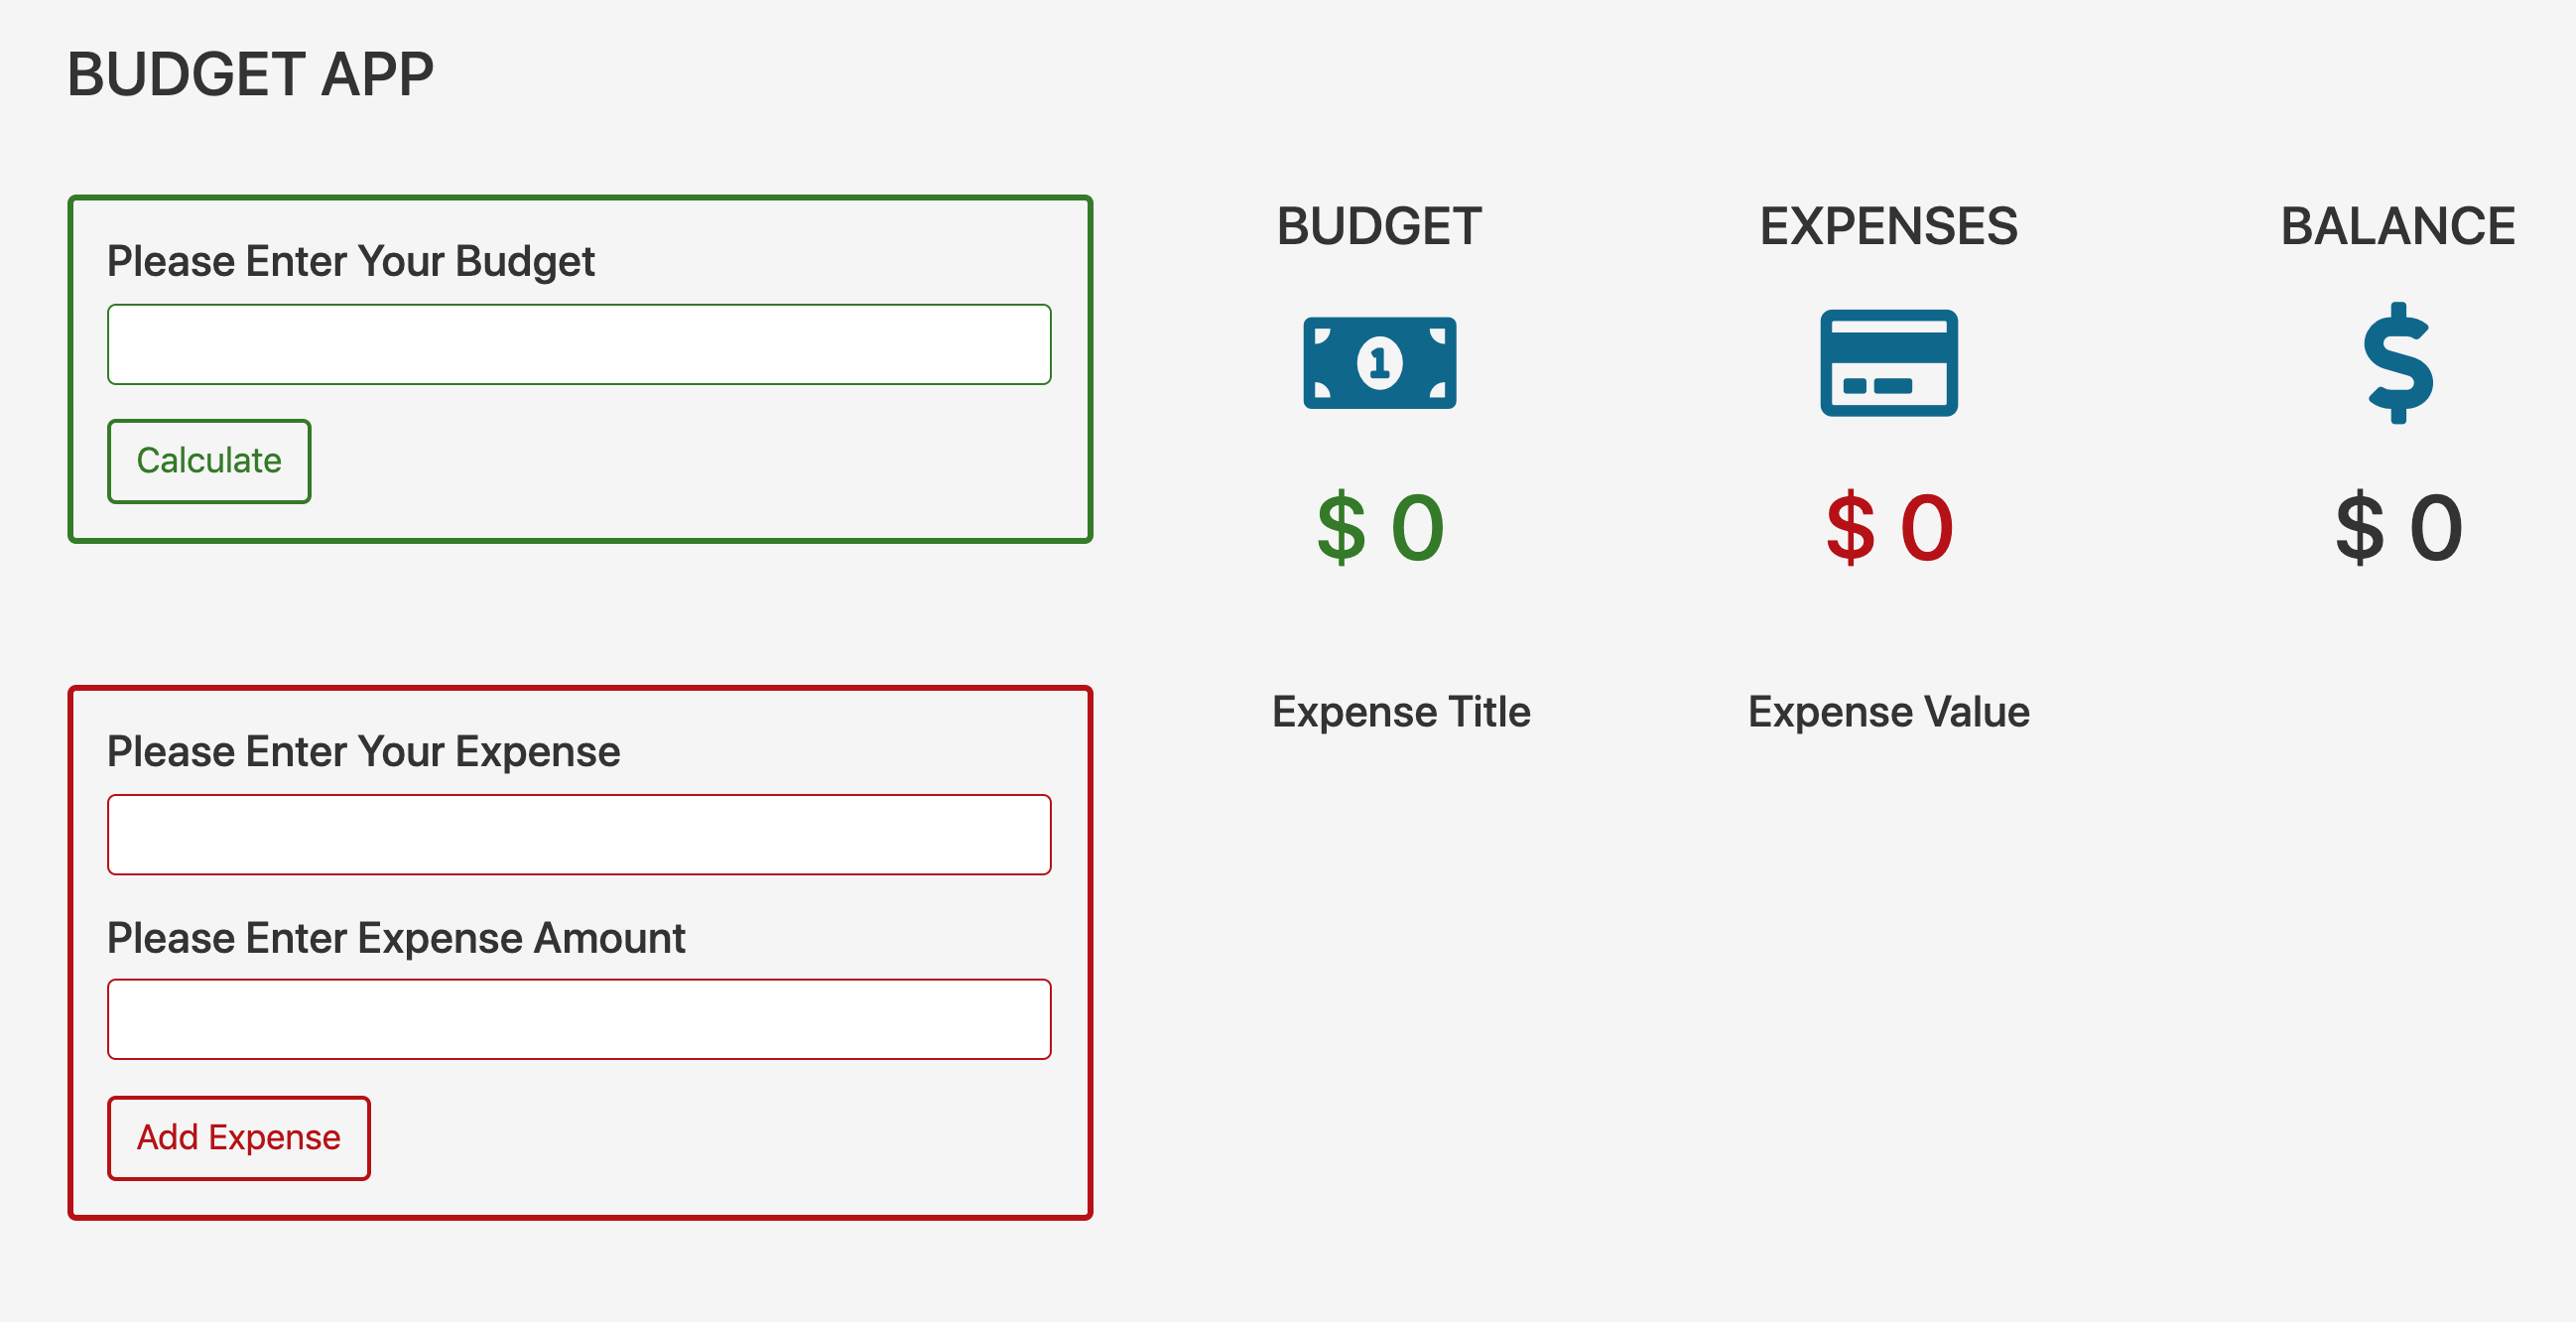 BUDGET APP
Please Enter Your Budget
Calculate
BUDGET
EXPENSES
BALANCE
1
$ 0
$ 0
$ 0
Please Enter Your Expense
Please Enter Expense Amount
Add Expense
Expense Title
Expense Value